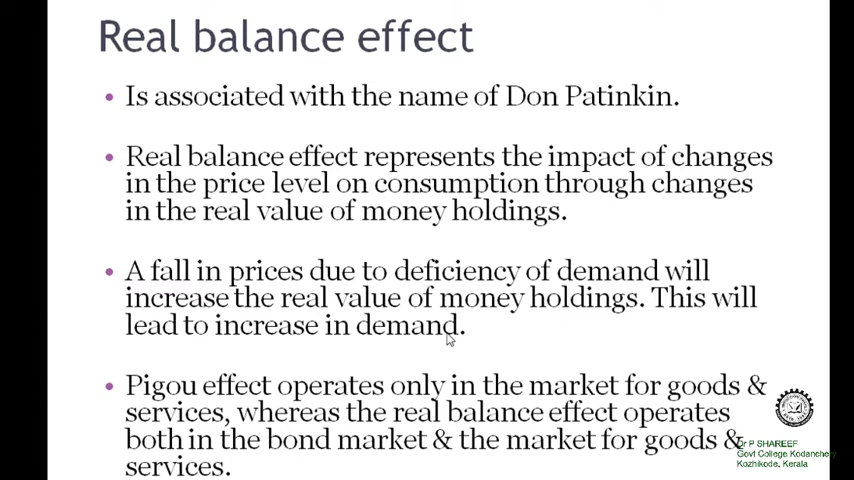 Real balance effect
• Is associated with the name of Don Patinkin.
• Real balance effect represents the impact of changes
in the price level on consumption through changes
in the real value of money holdings.
• A fall in prices due to deficiency of demand will
increase the real value of money holdings. This will
lead to increase in demand.
• Pigou effect operates only in the market for goods &
services, whereas the real balance effect operates
both in the bond market & the market for goods &
services.
Dr P SHAREEF
Govt College Kodanchery
Kozhikode, Kerala